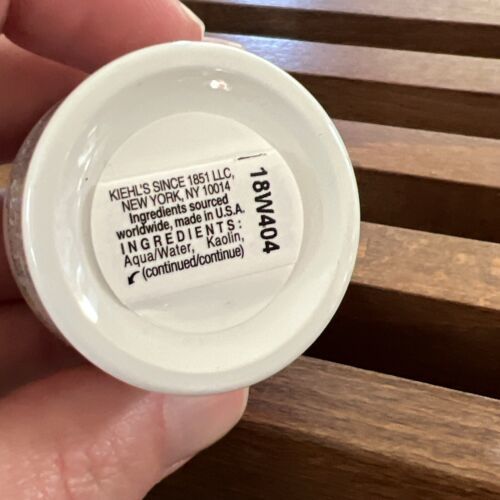 KIEHL'S SINCE 1851 LLC,
NEW YORK, NY 10014
Ingredients sourced
worldwide, made in U.S.A.
INGREDIENTS:
Aqua/Water, Kaolin,
(continued/continue)
18W404